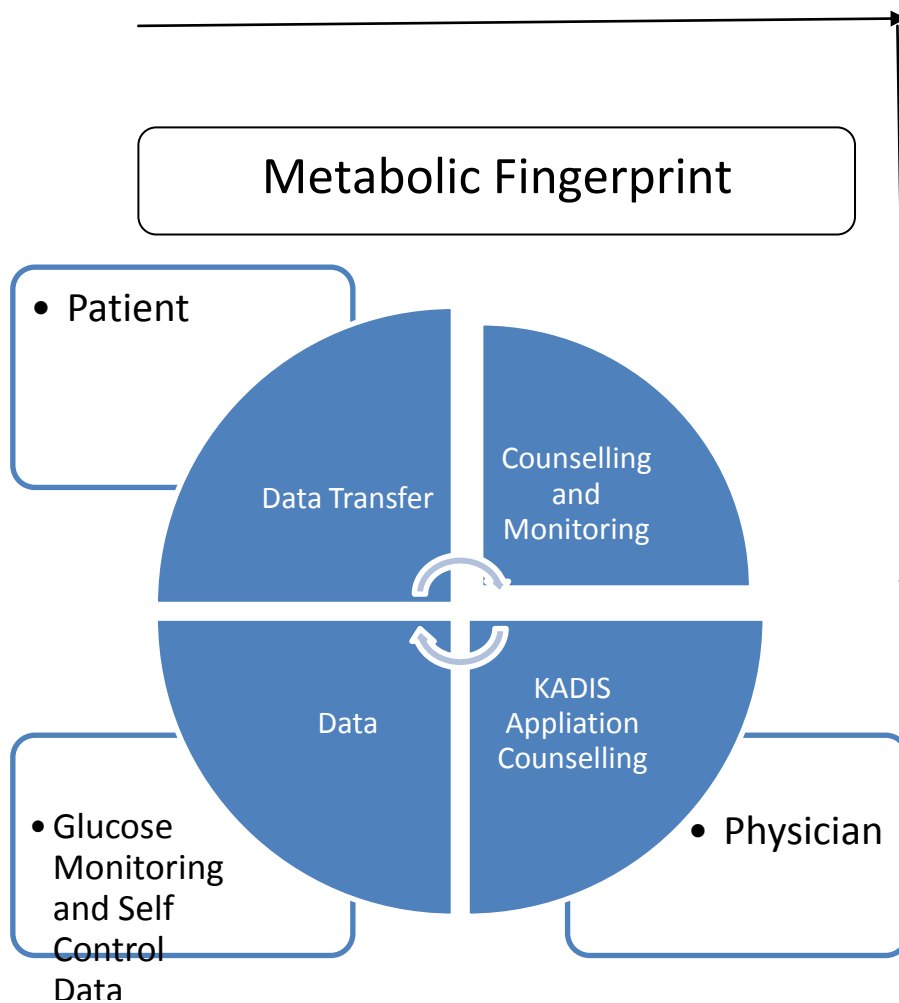 Metabolic Fingerprint
• Patient
Data Transfer
Counselling
and
Monitoring
Data
KADIS
Appliation
Counselling
• Glucose
Monitoring
and Self
Control
Data
• Physician